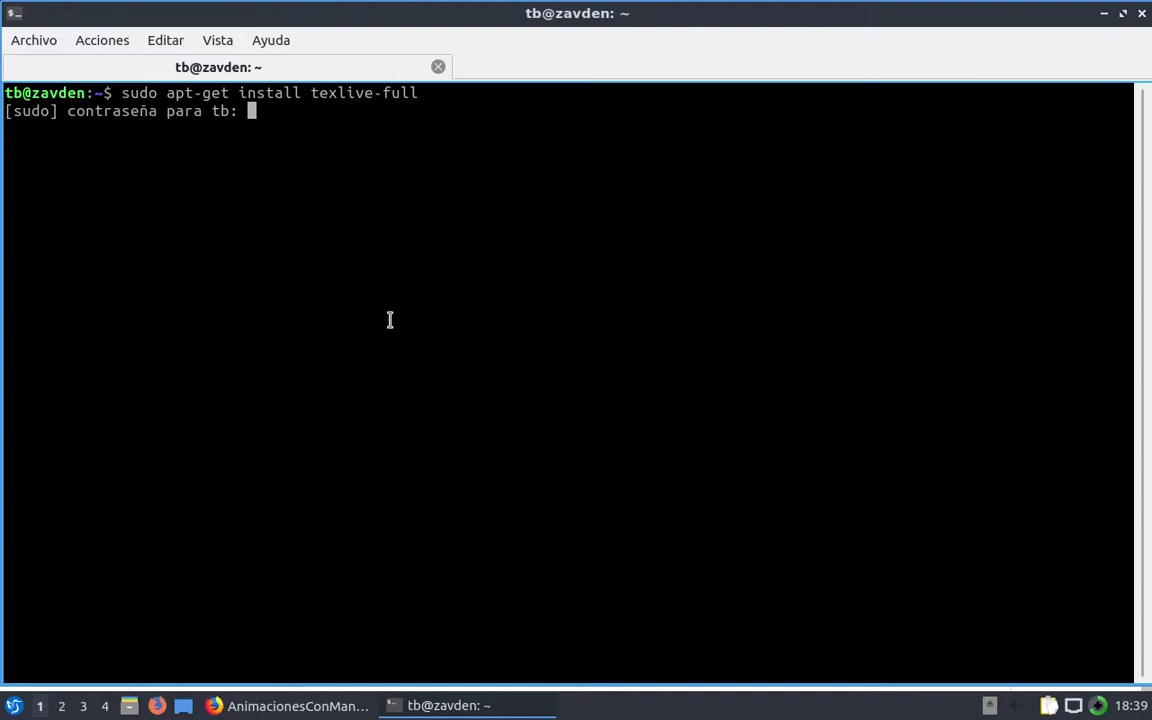 tb@zavden: ~
Archivo Acciones Editar Vista Ayuda
tb@zavden: ~
tb@zavden:~$ sudo apt-get install texlive-full
[sudo] contraseña para tb:
1 2 3 4 AnimacionesConMan... tb@zavden: ~ 18:39